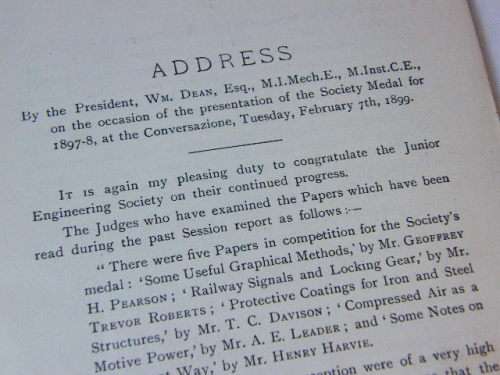 ADDRESS
By the President, Wm. Dean, Esq., M.I.Mech.E., M.Inst.C.E.,
on the occasion of the presentation of the Society Medal for
1897-8, at the Conversazione, Tuesday, February 7th, 1899.
It is again my pleasing duty to congratulate the Junior
Engineering Society on their continued progress.
The Judges who have examined the Papers which have been
read during the past Session report as follows:—
“There were five Papers in competition for the Society's
medal: ‘Some Useful Graphical Methods,’ by Mr. Geoffrey
H. Pearson; ‘Railway Signals and Locking Gear,’ by Mr.
Trevor Roberts; ‘Protective Coatings for Iron and Steel
Structures,’ by Mr. T. C. Davison; ‘Compressed Air as a
Motive Power,’ by Mr. A. E. Leader; and ‘Some Notes on
Way,’ by Mr. Henry Harvie.
were of a very high
that the